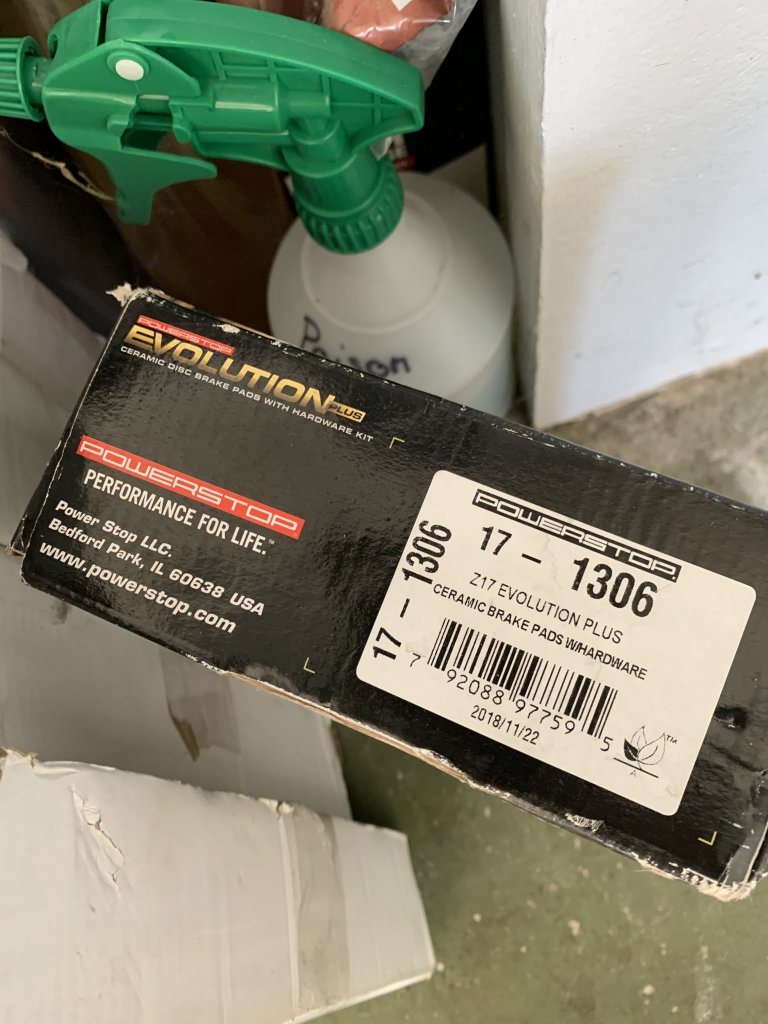 Poison
POWERSTOP
EVOLUTION PLUS
CERAMIC DISC BRAKE PADS WITH HARDWARE KIT
POWERSTOP
PERFORMANCE FOR LIFE.™
Power Stop LLC.
Bedford Park, IL 60638 USA
www.powerstop.com
POWERSTOP.
17 - 1306
17 - 1306
Z17 EVOLUTION PLUS
CERAMIC BRAKE PADS W/HARDWARE
7 92088 97759 5
2018/11/22
TM
A